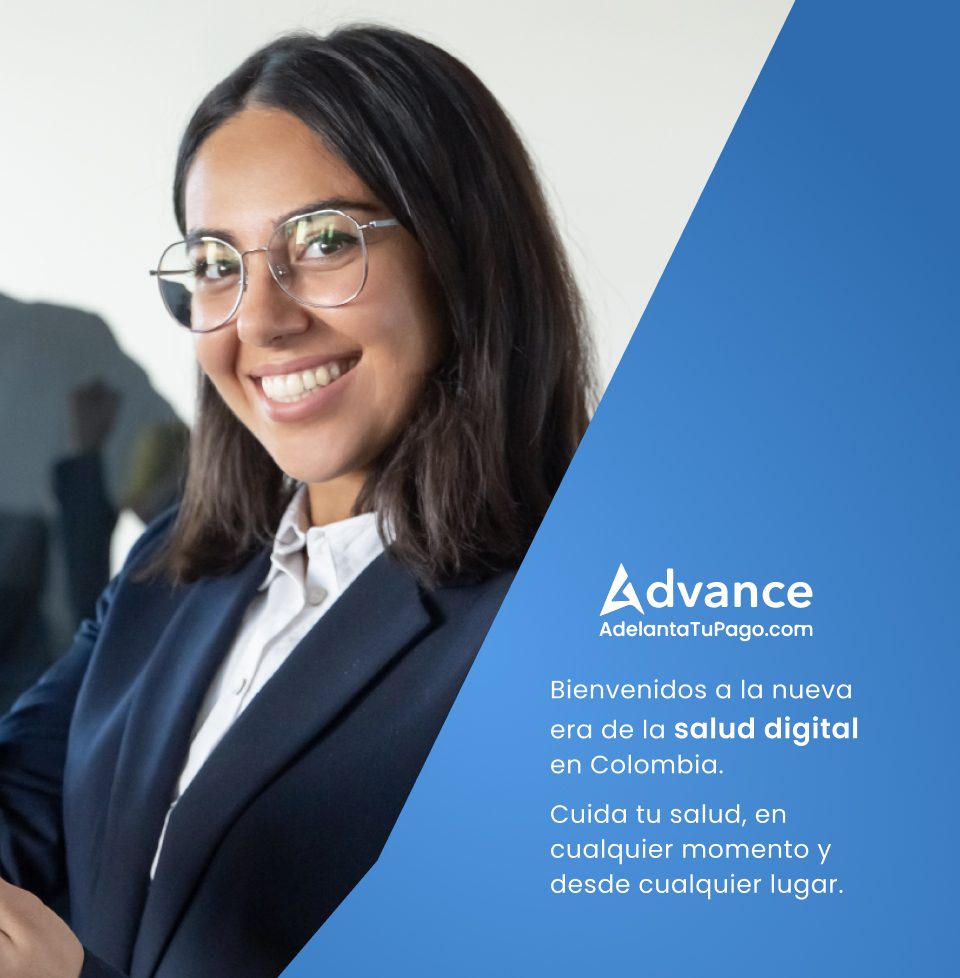 Advance
AdelantaTuPago.com
Bienvenidos a la nueva
era de la salud digital
en Colombia.
Cuida tu salud, en
cualquier momento y
desde cualquier lugar.